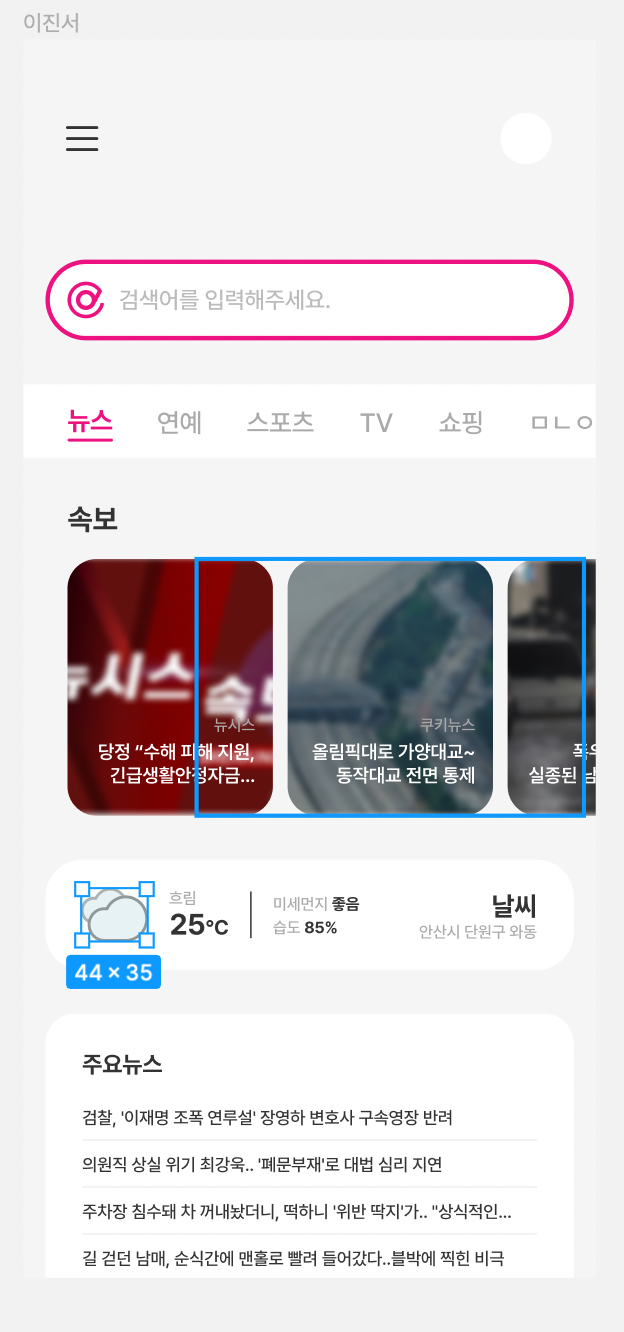 이진서
검색어를 입력해주세요.
뉴스 연예 스포츠 TV 쇼핑 ㅁㄴㅇ
속보
뉴시스
속보
뉴시스
당정 “수해 피해 지원,
긴급생활안정자금...
쿠키뉴스
올림픽대로 가양대교~
동작대교 전면 통제
폭우
실종된 남
흐림
25°C
미세먼지 좋음
습도 85%
날씨
안산시 단원구 와동
44 × 35
주요뉴스
검찰, '이재명 조폭 연루설' 장영하 변호사 구속영장 반려
의원직 상실 위기 최강욱.. '폐문부재'로 대법 심리 지연
주차장 침수돼 차 꺼내놨더니, 떡하니 '위반 딱지'가.. "상식적인...
길 걷던 남매, 순식간에 맨홀로 빨려 들어갔다..블박에 찍힌 비극